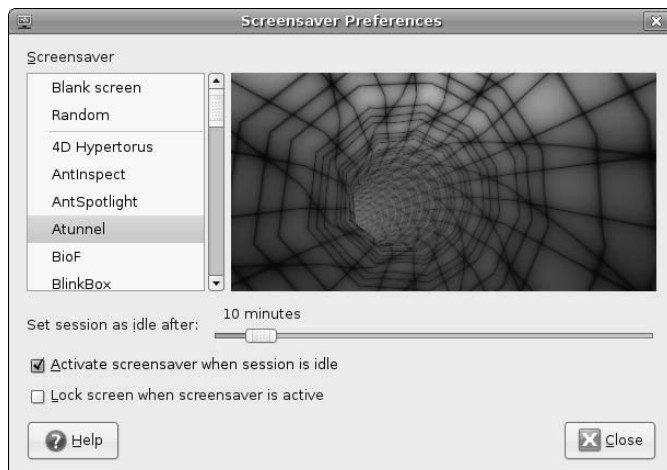 Screensaver Preferences
Screensaver
Blank screen
Random
4D Hypertorus
AntInspect
AntSpotlight
Atunnel
BioF
BlinkBox
10 minutes
Set session as idle after:
Activate screensaver when session is idle
Lock screen when screensaver is active
Help
Close